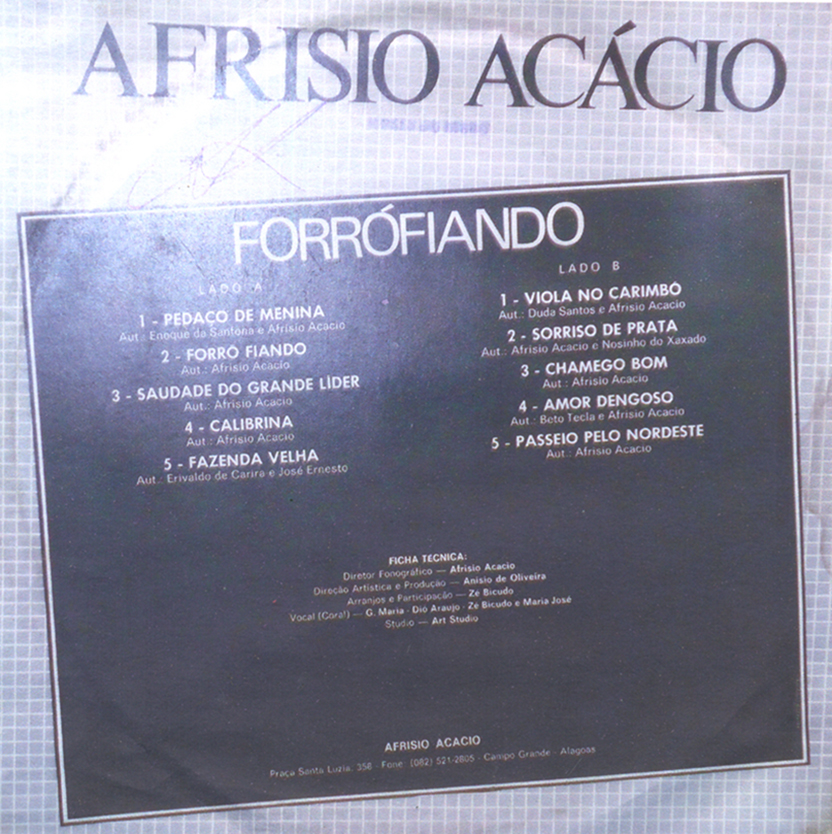 AFRISIO ACÁCIO
FORRÓFIANDO
LADO A
1 - PEDAÇO DE MENINA
Aut.: Enoque da Santona e Afrisio Acacio
2 - FORRÓ FIANDO
Aut.: Afrisio Acacio
3 - SAUDADE DO GRANDE LÍDER
Aut.: Afrisio Acacio
4 - CALIBRINA
Aut.: Afrisio Acacio
5 - FAZENDA VELHA
Aut.: Erivaldo de Carira e José Ernesto
LADO B
1 - VIOLA NO CARIMBÓ
Aut.: Duda Santos e Afrisio Acacio
2 - SORRISO DE PRATA
Aut.: Afrisio Acacio e Nosinho do Xaxado
3 - CHAMEGO BOM
Aut.: Afrisio Acacio
4 - AMOR DENGOSO
Aut.: Beto Tecla e Afrisio Acacio
5 - PASSEIO PELO NORDESTE
Aut.: Afrisio Acacio
FICHA TÉCNICA:
Diretor Fonográfico — Afrisio Acacio
Direção Artística e Produção — Anisio de Oliveira
Arranjos e Participação — Zé Bicudo
Vocal (Coral) — G. Maria - Dió Araujo - Zé Bicudo e Maria José
Studio — Art Studio
AFRISIO ACACIO
Praça Santa Luzia, 358 - Fone: (082) 521-2805 - Campo Grande - Alagoas